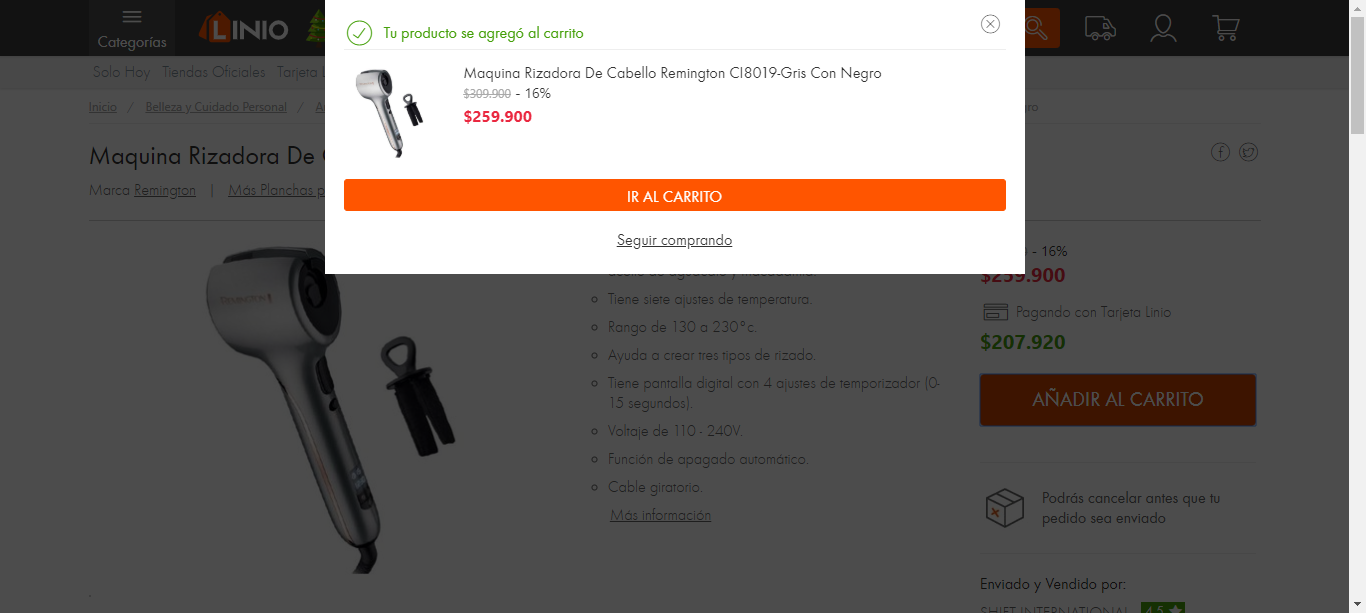 Categorías
LINIO
Tu producto se agregó al carrito
Maquina Rizadora De Cabello Remington CI8019-Gris Con Negro
$309.900 - 16%
$259.900
IR AL CARRITO
Seguir comprando
Solo Hoy Tiendas Oficiales Tarjeta
Inicio / Belleza y Cuidado Personal /
Maquina Rizadora De
Marca Remington | Más Planchas
- 16%
$259.900
Pagando con Tarjeta Linio
$207.920
AÑADIR AL CARRITO
Podrás cancelar antes que tu
pedido sea enviado
Enviado y Vendido por:
SHIFT INTERNATIONAL 4.5
REMINGTON
Tiene siete ajustes de temperatura.
Rango de 130 a 230°c.
Ayuda a crear tres tipos de rizado.
Tiene pantalla digital con 4 ajustes de temporizador (0-
15 segundos).
Voltaje de 110 - 240V.
Función de apagado automático.
Cable giratorio.
Más información